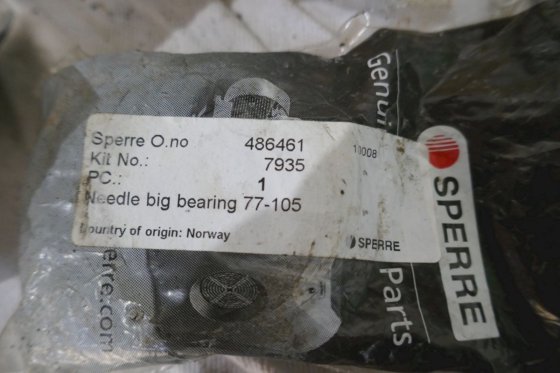 Sperre O.no 486461 10008
Kit No.: 7935
PC.: 1
Needle big bearing 77-105
Country of origin: Norway SPERRE
SPERRE
Genui
Parts
erre.com